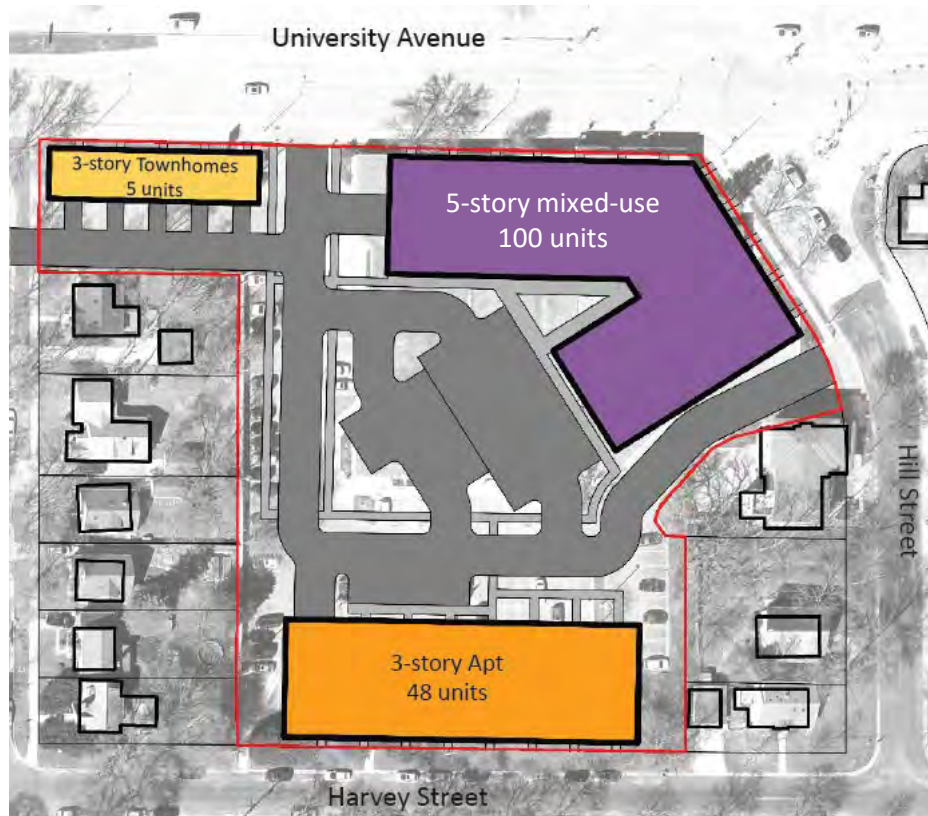 University Avenue
3-story Townhomes
5 units
5-story mixed-use
100 units
Hill Street
3-story Apt
48 units
Harvey Street